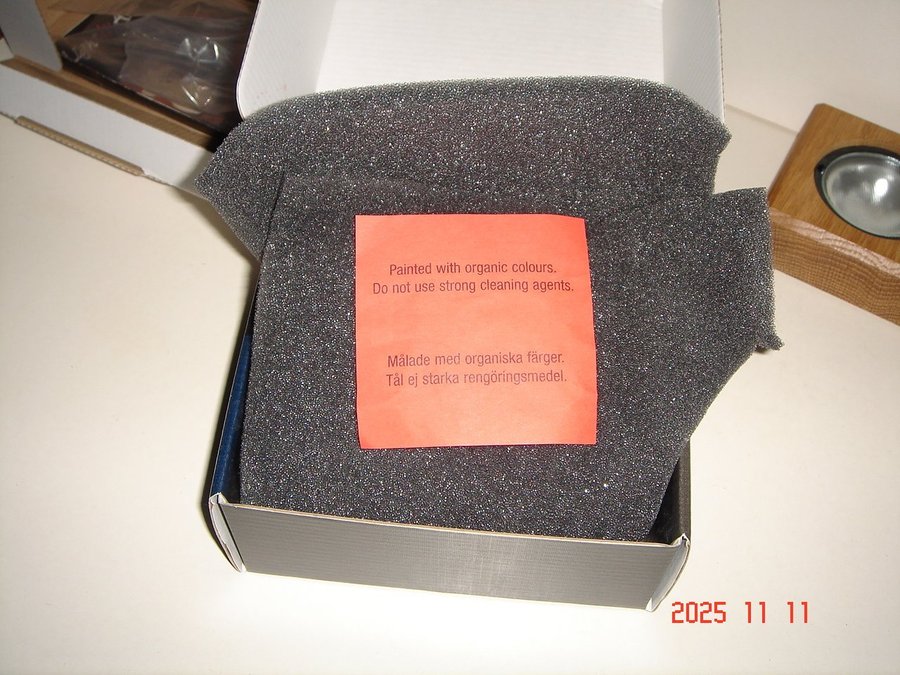 Painted with organic colours.
Do not use strong cleaning agents.
Målade med organiska färger.
Tål ej starka rengöringsmedel.
2025 11 11